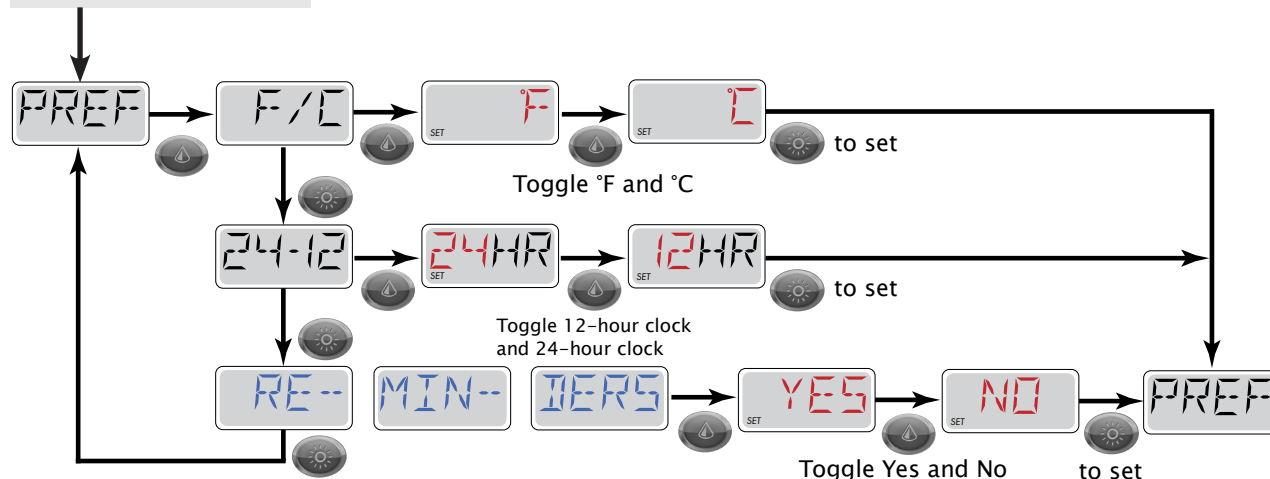 PREF
F/C
SET
°F
SET
°C
to set
Toggle °F and °C
24-12
SET
24HR
SET
12HR
to set
Toggle 12-hour clock
and 24-hour clock
RE--
MIN--
DERS
SET
YES
SET
NO
PREF
Toggle Yes and No
to set